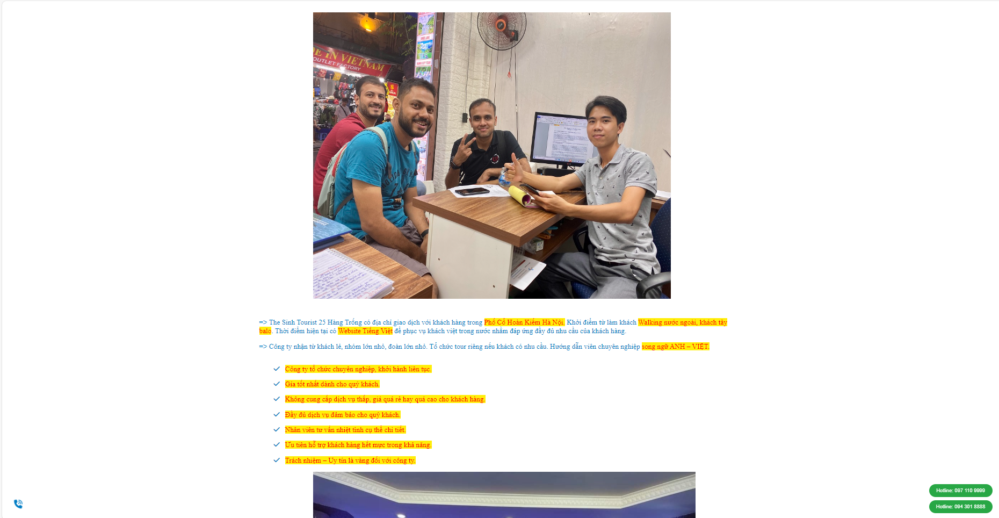 DE IN VIETNAM
OUTLET FACTORY
BABE LAKE
HANOI CITY TOUR
=> The Sinh Tourist 25 Hàng Trống có địa chỉ giao dịch với khách hàng trong Phố Cổ Hoàn Kiếm Hà Nội. Khởi điểm từ làm khách Walking nước ngoài, khách tây
balo. Thời điểm hiện tại có Website Tiếng Việt để phục vụ khách việt trong nước nhằm đáp ứng đầy đủ nhu cầu của khách hàng.
=> Công ty nhận từ khách lẻ, nhóm lớn nhỏ, đoàn lớn nhỏ. Tổ chức tour riêng nếu khách có nhu cầu. Hướng dẫn viên chuyên nghiệp song ngữ ANH – VIỆT.
Công ty tổ chức chuyên nghiệp, khởi hành liên tục.
Gía tốt nhất dành cho quý khách.
Không cung cấp dịch vụ thấp, giá quá rẻ hay quá cao cho khách hàng.
Đầy đủ dịch vụ đảm bảo cho quý khách.
Nhân viên tư vấn nhiệt tình cụ thể chi tiết.
Ưu tiên hỗ trợ khách hàng hết mực trong khả năng.
Trách nhiệm – Uy tín là vàng đối với công ty.
Hotline: 097 110 9999
Hotline: 094 301 8888